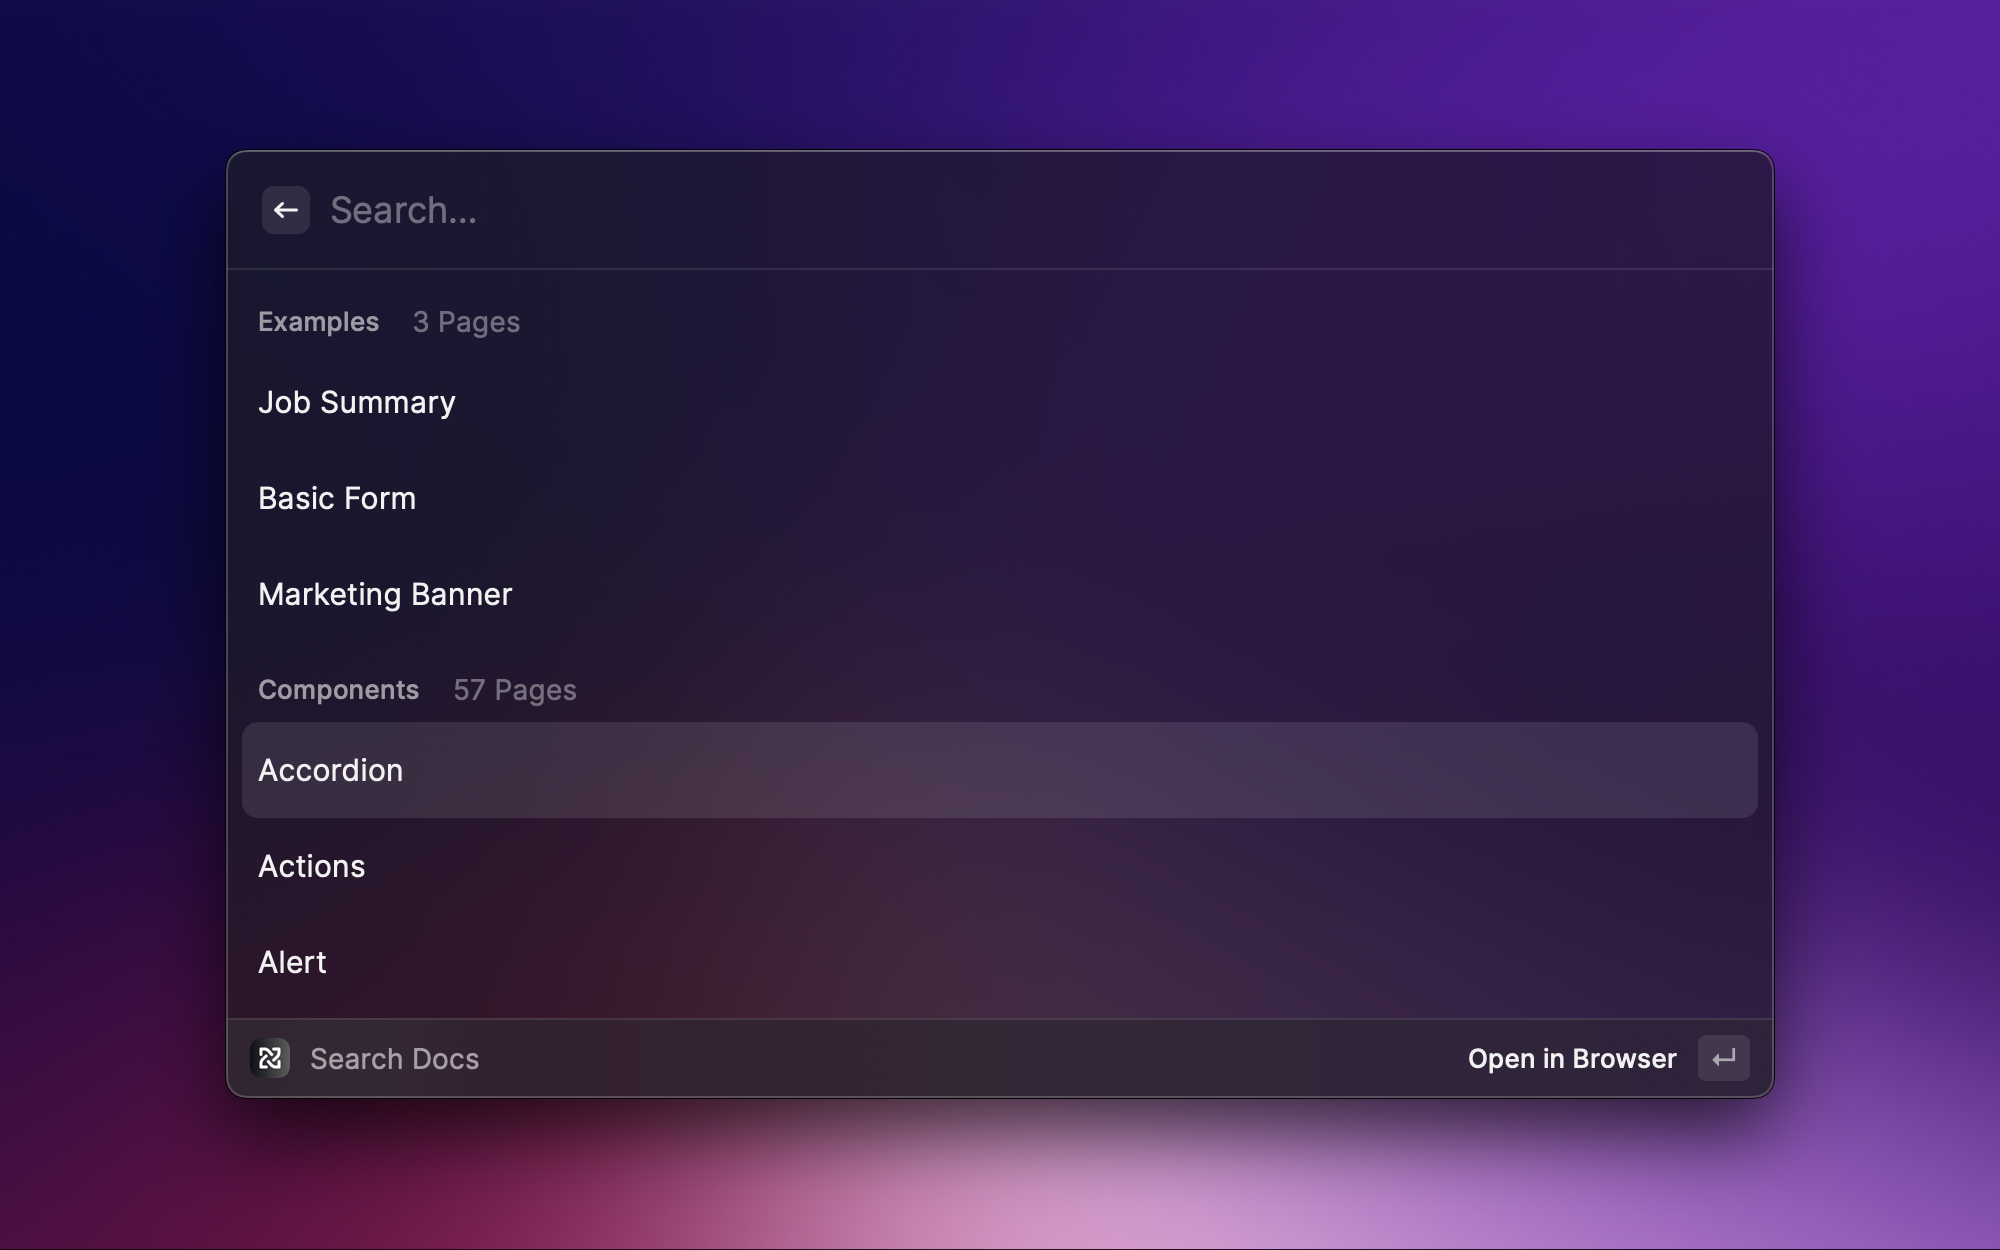 Search...
Examples 3 Pages
Job Summary
Basic Form
Marketing Banner
Components 57 Pages
Accordion
Actions
Alert
Search Docs Open in Browser